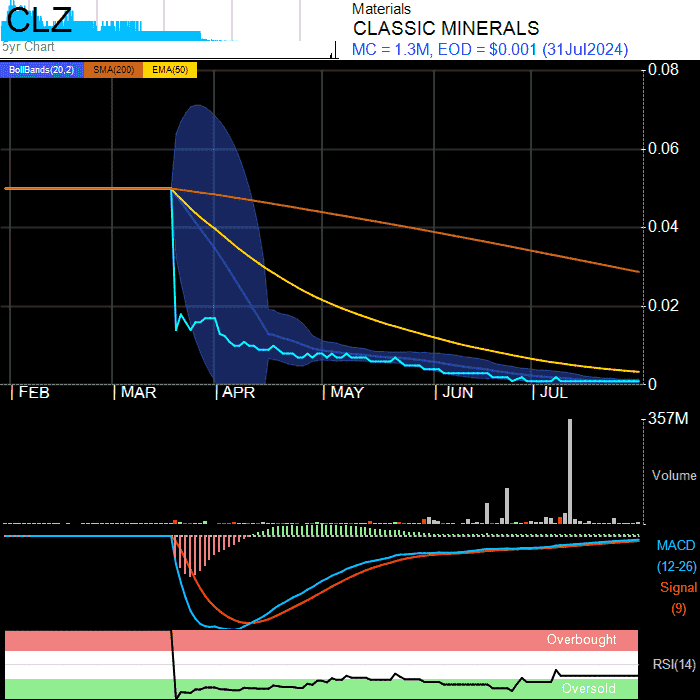 CLZ
Materials
CLASSIC MINERALS
5yr Chart
MC = 1.3M, EOD = $0.001 (31Jul2024)
BollBands(20,2) SMA(200) EMA(50)
0.08
0.06
0.04
0.02
0
| FEB | MAR | APR | MAY | JUN | JUL
357M
Volume
MACD
(12-26)
Signal
(9)
Overbought
RSI(14)
Oversold